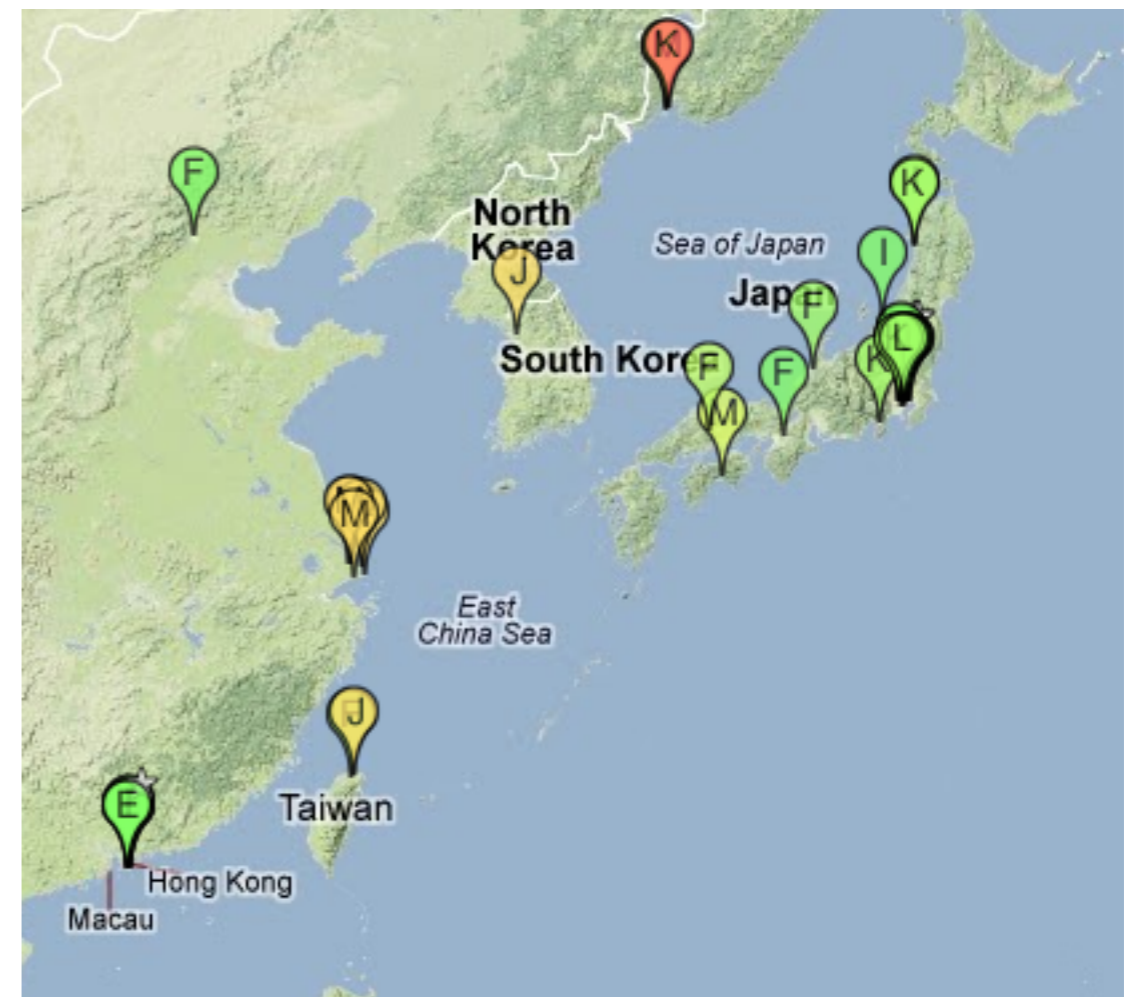 K
F
K
North
Korea
Sea of Japan
I
J
Japan
F
L
South Korea
F
F
K
M
M
East
China Sea
J
Taiwan
E
Hong Kong
Macau